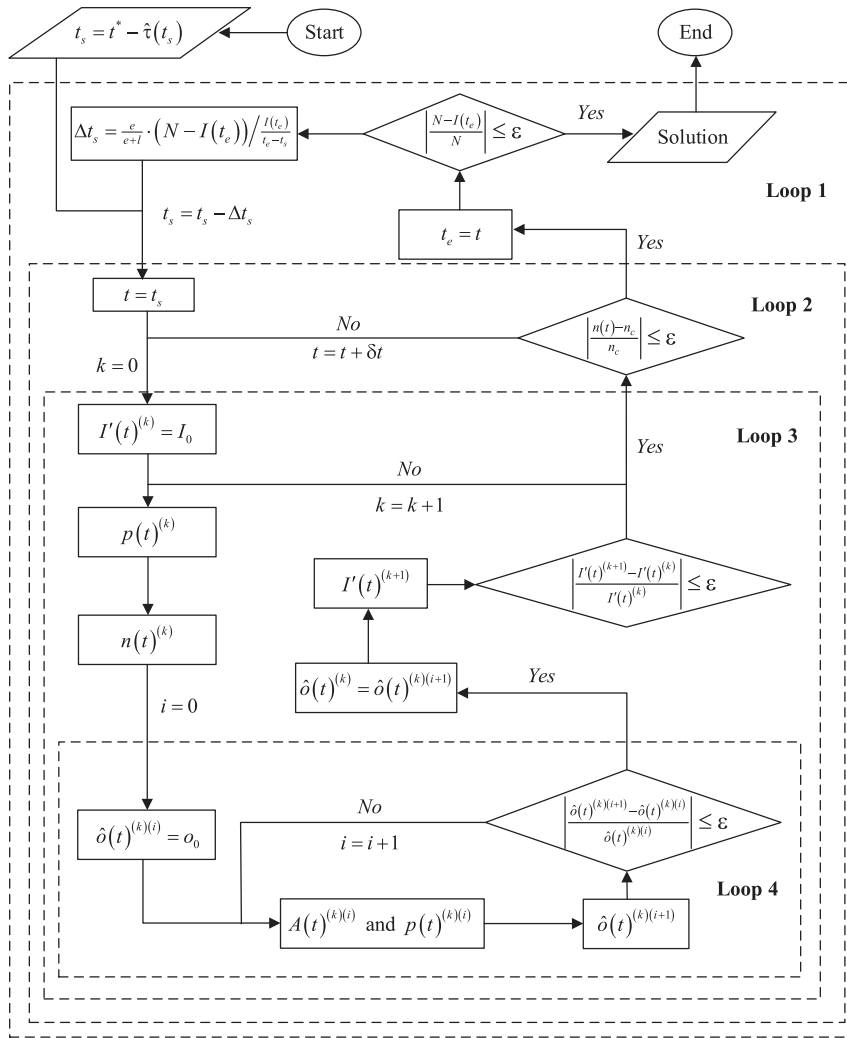 t_s = t^* − τ̂(t_s)
Start
End
Δt_s = e/(e+l) · (N − I(t_e)) / I(t_e)/(t_e−t_s)
|(N−I(t_e))/N| ≤ ε
Yes
Solution
Loop 1
t_s = t_s − Δt_s
t_e = t
Yes
t = t_s
Loop 2
No
|(n(t)−n_c)/n_c| ≤ ε
t = t + δt
k = 0
I′(t)^(k) = I_0
Loop 3
Yes
No
k = k + 1
p(t)^(k)
I′(t)^(k+1)
|(I′(t)^(k+1) − I′(t)^(k))/I′(t)^(k)| ≤ ε
n(t)^(k)
ô(t)^(k) = ô(t)^(k)(i+1)
Yes
i = 0
No
|(ô(t)^(k)(i+1) − ô(t)^(k)(i))/ô(t)^(k)(i)| ≤ ε
ô(t)^(k)(i) = o_0
i = i + 1
Loop 4
A(t)^(k)(i) and p(t)^(k)(i)
ô(t)^(k)(i+1)